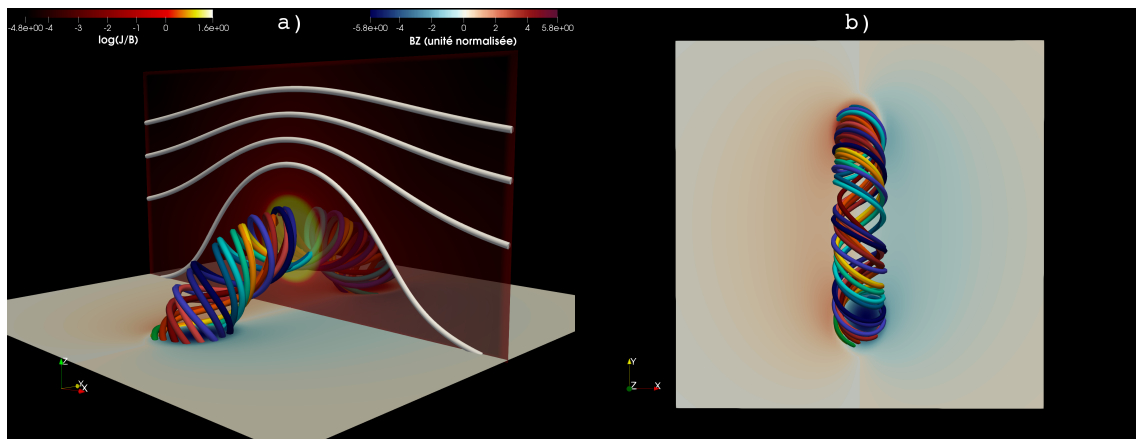 a)
b)
-4.8e+00 -4 -3 -2 -1 0 1.6e+00
log(J/B)
-5.8e+00 -4 -2 0 2 4 5.8e+00
BZ (unité normalisée)
Z
Y
X
Y
Z
X